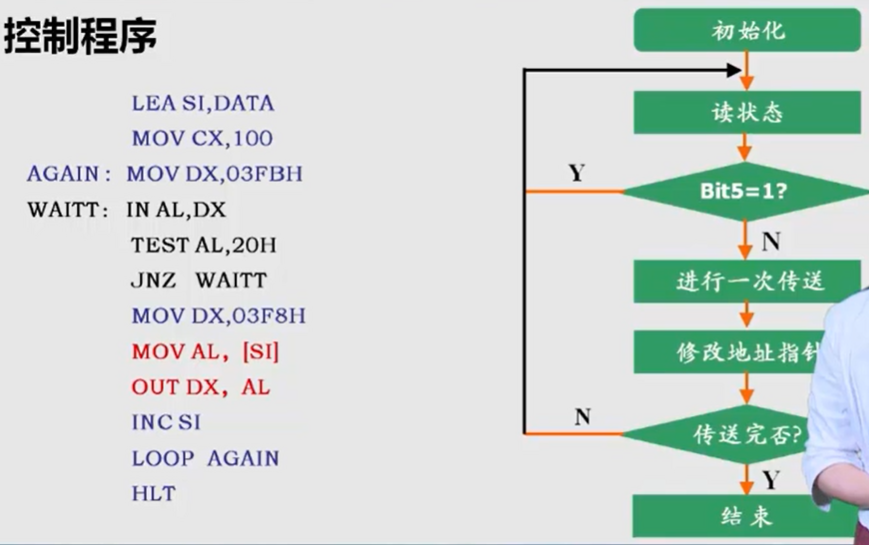 控制程序
LEA SI,DATA
MOV CX,100
AGAIN: MOV DX,03FBH
WAITT: IN AL,DX
TEST AL,20H
JNZ WAITT
MOV DX,03F8H
MOV AL, [SI]
OUT DX, AL
INC SI
LOOP AGAIN
HLT
初始化
读状态
Y
Bit5=1?
N
进行一次传送
修改地址指针
N
传送完否?
Y
结束